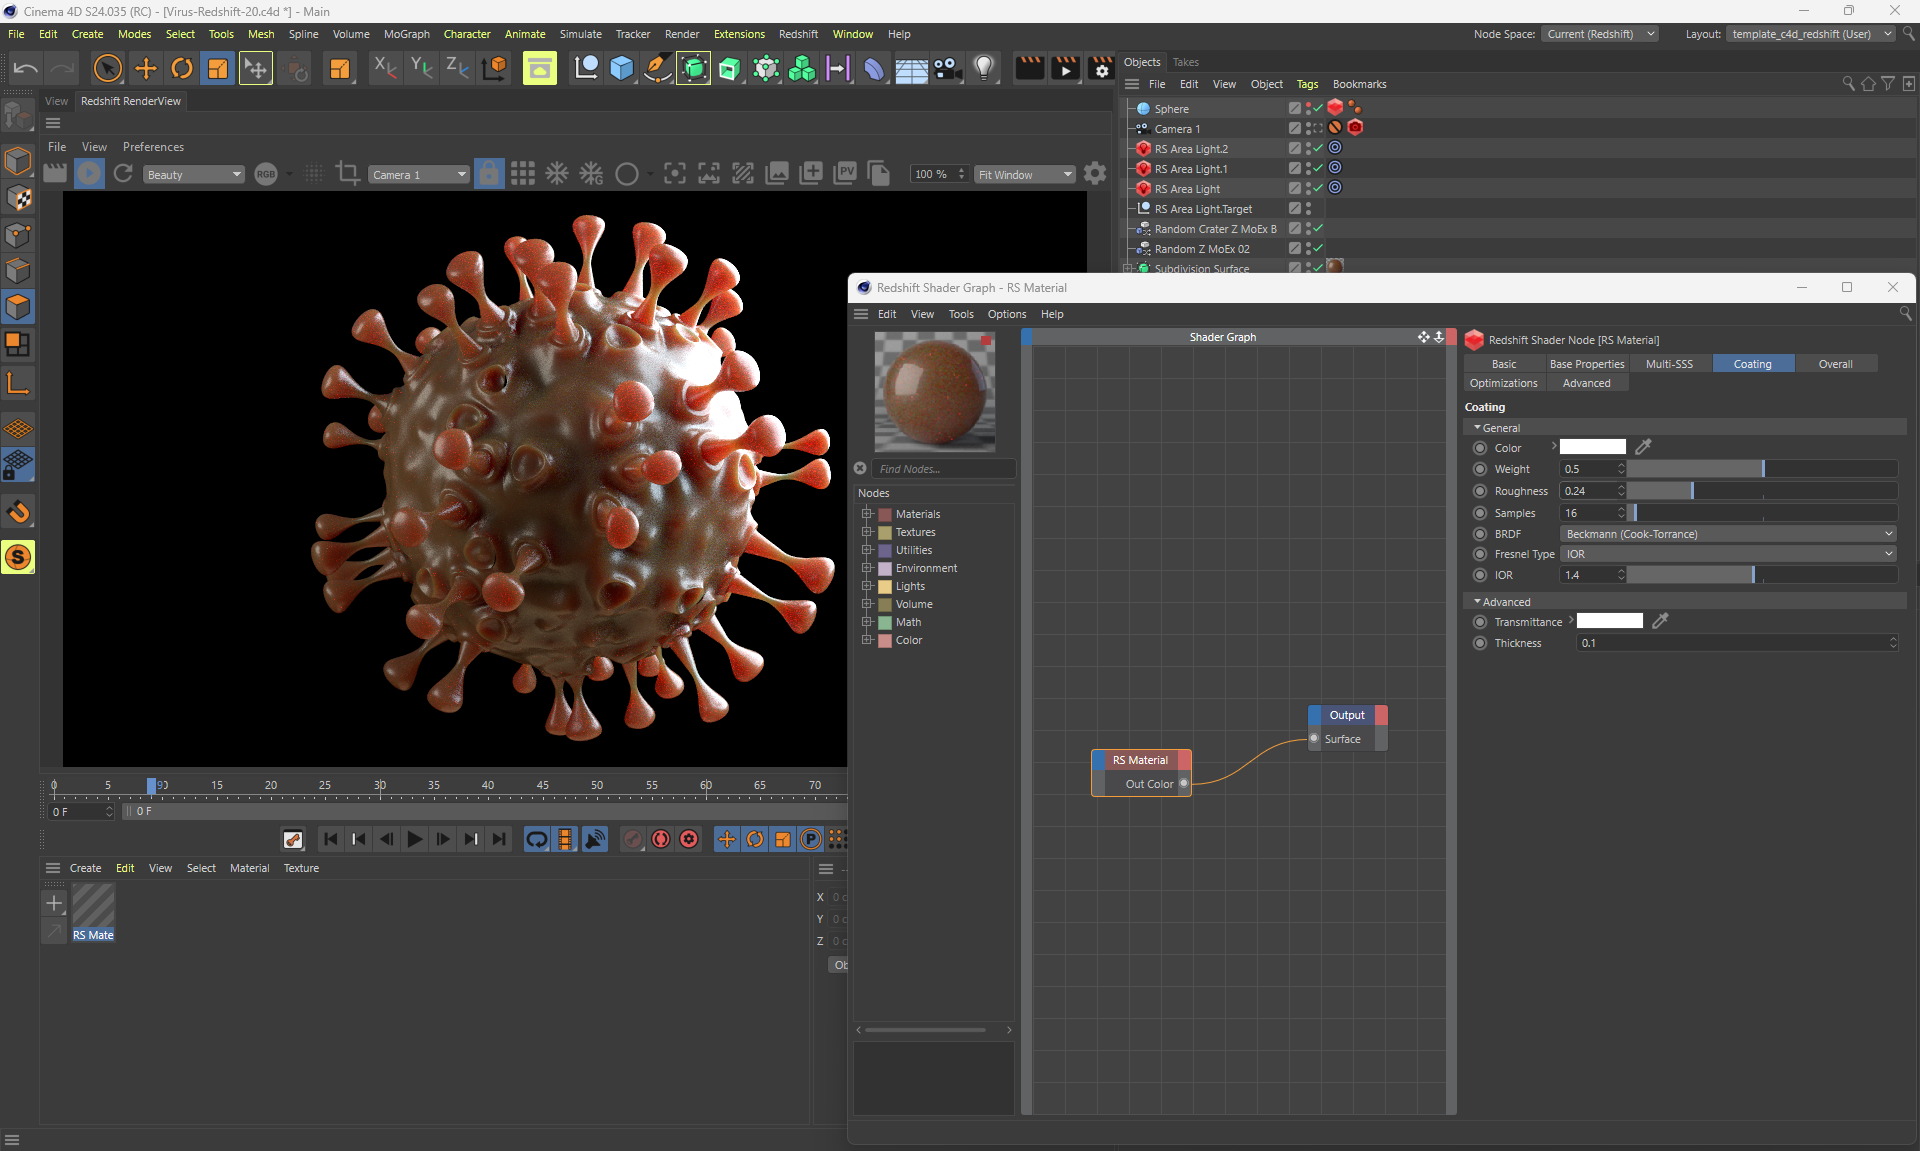 Cinema 4D S24.035 (RC) - [Virus-Redshift-20.c4d *] - Main
File Edit Create Modes Select Tools Mesh Spline Volume MoGraph Character Animate Simulate Tracker Render Extensions Redshift Window Help
Node Space: Current (Redshift) Layout: template_c4d_redshift (User)
X Y Z
View Redshift RenderView
Objects Takes
File Edit View Object Tags Bookmarks
File View Preferences
Beauty RGB Camera 1 PV 100 % Fit Window
Sphere
Camera 1
RS Area Light.2
RS Area Light.1
RS Area Light
RS Area Light.Target
Random Crater Z MoEx B
Random Z MoEx 02
Subdivision Surface
Redshift Shader Graph - RS Material
Edit View Tools Options Help
Shader Graph
Find Nodes...
Nodes
Materials
Textures
Utilities
Environment
Lights
Volume
Math
Color
Output
Surface
RS Material
Out Color
Redshift Shader Node [RS Material]
Basic Base Properties Multi-SSS Coating Overall
Optimizations Advanced
Coating
General
Color
Weight 0.5
Roughness 0.24
Samples 16
BRDF Beckmann (Cook-Torrance)
Fresnel Type IOR
IOR 1.4
Advanced
Transmittance
Thickness 0.1
0 5 9 15 20 25 30 35 40 45 50 55 60 65 70
0 F 0 F
P
Create Edit View Select Material Texture
RS Mate
X 0
Y 0
Z 0
Ob
S